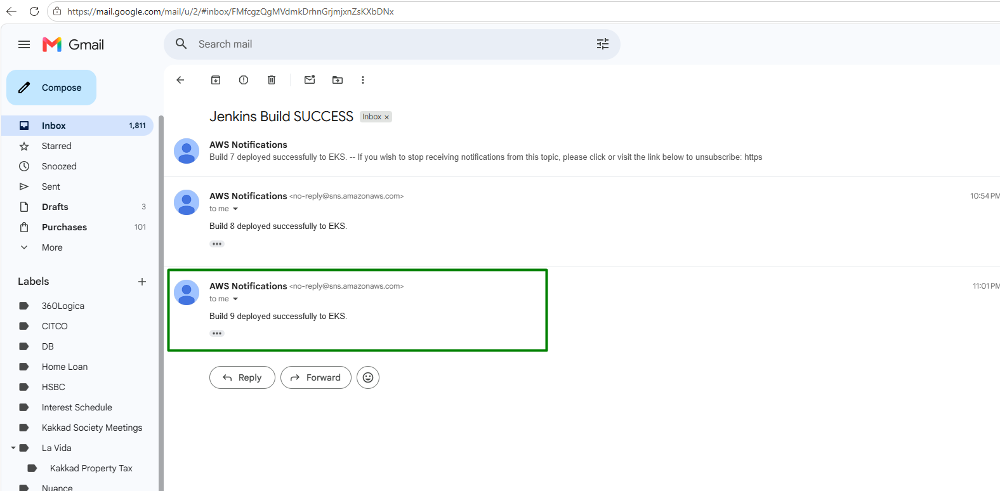 https://mail.google.com/mail/u/2/#inbox/FMfcgzQgMVdmkDrhnGrjmjxnZsKXbDNx
Gmail
Search mail
Compose
Inbox 1,811
Starred
Snoozed
Sent
Drafts 3
Purchases 101
More
Labels
360Logica
CITCO
DB
Home Loan
HSBC
Interest Schedule
Kakkad Society Meetings
La Vida
Kakkad Property Tax
Nuance
Jenkins Build SUCCESS Inbox x
AWS Notifications
Build 7 deployed successfully to EKS. -- If you wish to stop receiving notifications from this topic, please click or visit the link below to unsubscribe: https
AWS Notifications <no-reply@sns.amazonaws.com> 10:54 PM
to me
Build 8 deployed successfully to EKS.
AWS Notifications <no-reply@sns.amazonaws.com> 11:01 PM
to me
Build 9 deployed successfully to EKS.
Reply
Forward